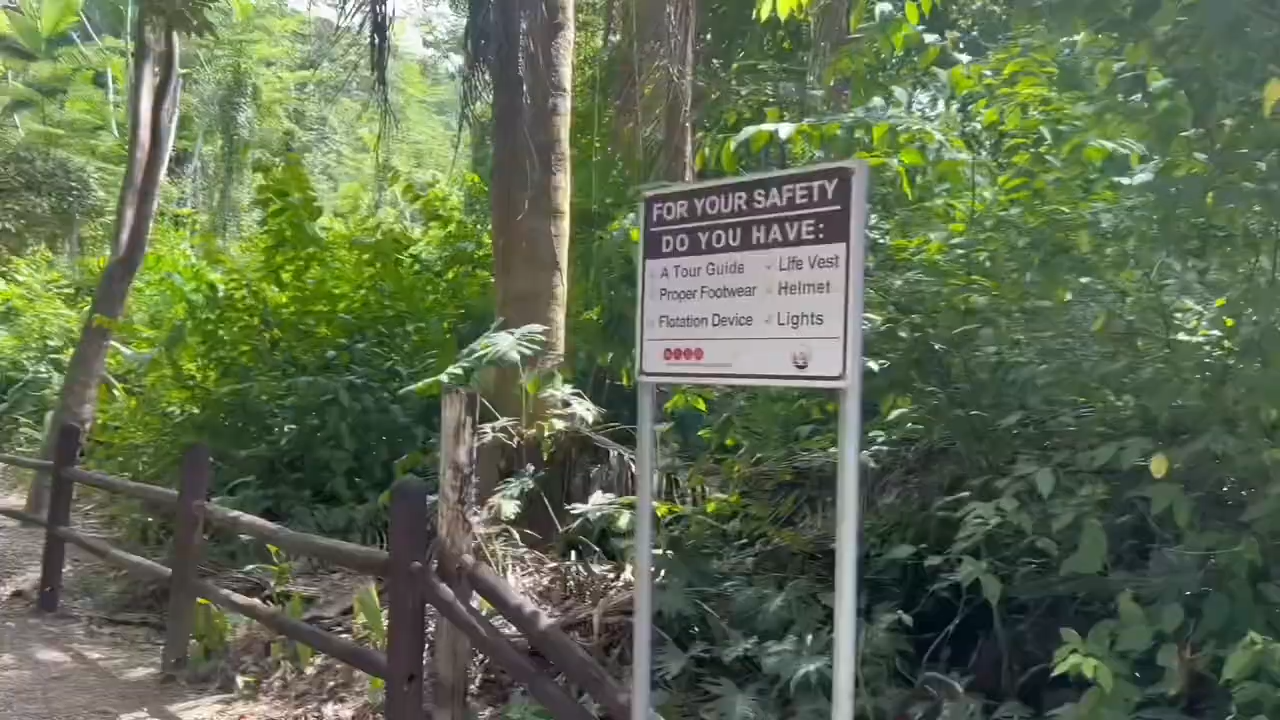 FOR YOUR SAFETY
DO YOU HAVE:
A Tour Guide
Life Vest
Proper Footwear
Helmet
Flotation Device
Lights